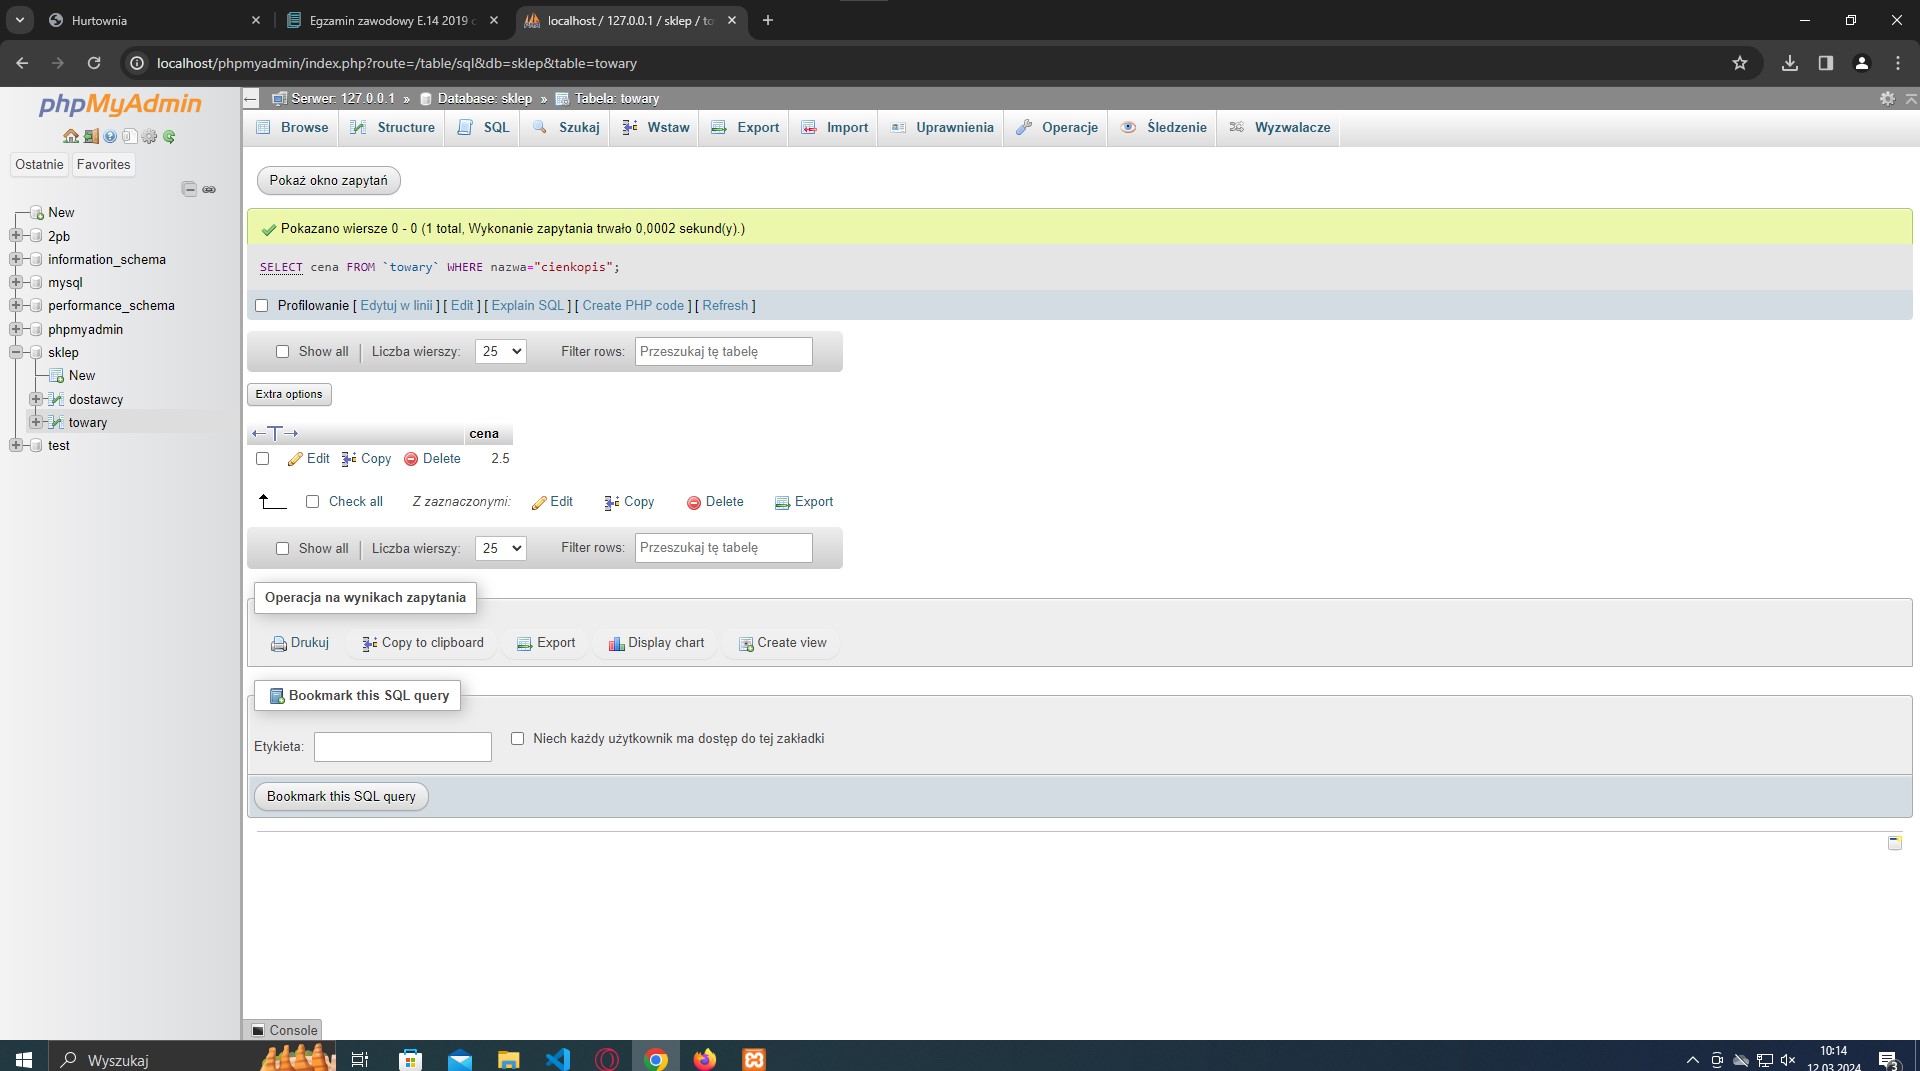 Hurtownia
Egzamin zawodowy E.14 2019 c
localhost / 127.0.0.1 / sklep / to
localhost/phpmyadmin/index.php?route=/table/sql&db=sklep&table=towary
phpMyAdmin
Ostatnie Favorites
New
2pb
information_schema
mysql
performance_schema
phpmyadmin
sklep
New
dostawcy
towary
test
Serwer: 127.0.0.1 » Database: sklep » Tabela: towary
Browse Structure SQL Szukaj Wstaw Export Import Uprawnienia Operacje Śledzenie Wyzwalacze
Pokaż okno zapytań
Pokazano wiersze 0 - 0 (1 total, Wykonanie zapytania trwało 0,0002 sekund(y).)
SELECT cena FROM `towary` WHERE nazwa="cienkopis";
Profilowanie [ Edytuj w linii ] [ Edit ] [ Explain SQL ] [ Create PHP code ] [ Refresh ]
Show all Liczba wierszy: 25 Filter rows: Przeszukaj tę tabelę
Extra options
←T→ cena
Edit Copy Delete 2.5
Check all Z zaznaczonymi: Edit Copy Delete Export
Show all Liczba wierszy: 25 Filter rows: Przeszukaj tę tabelę
Operacja na wynikach zapytania
Drukuj Copy to clipboard Export Display chart Create view
Bookmark this SQL query
Etykieta: Niech każdy użytkownik ma dostęp do tej zakładki
Bookmark this SQL query
Console
Wyszukaj
10:14
12.03.2024
3